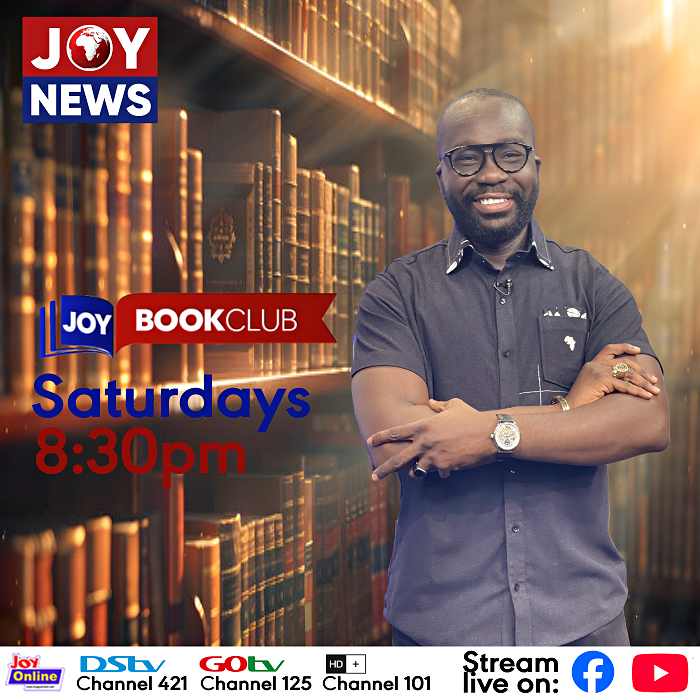 JOY
NEWS
JOY
BOOKCLUB
Saturdays
8:30pm
JOY
Online
DStv
Channel 421
GOtv
Channel 125
HD+
Channel 101
Stream
live on: